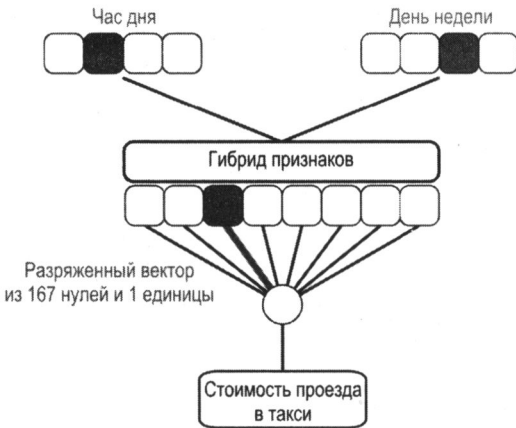 Час дня
День недели
Гибрид признаков
Разряженный вектор
из 167 нулей и 1 единицы
Стоимость проезда
в такси